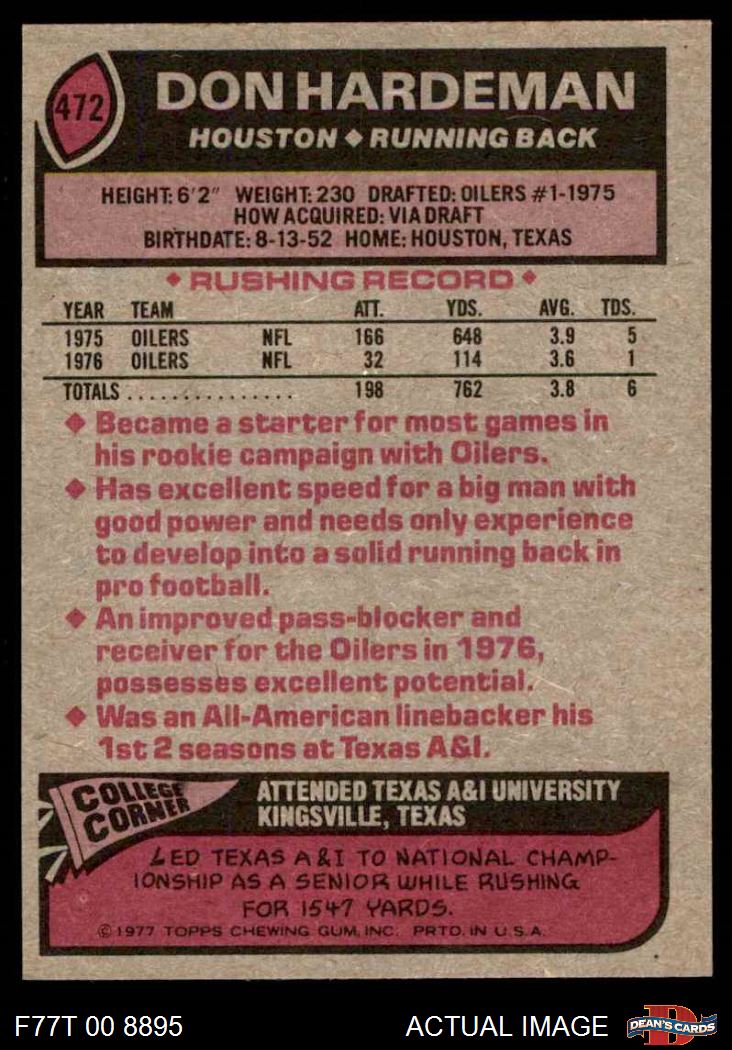 472
DON HARDEMAN
HOUSTON ◆ RUNNING BACK
HEIGHT: 6'2" WEIGHT: 230 DRAFTED: OILERS #1-1975
HOW ACQUIRED: VIA DRAFT
BIRTHDATE: 8-13-52 HOME: HOUSTON, TEXAS
◆ RUSHING RECORD ◆
YEAR TEAM ATT. YDS. AVG. TDS.
1975 OILERS NFL 166 648 3.9 5
1976 OILERS NFL 32 114 3.6 1
TOTALS . . . . . . . . . . . . . . . 198 762 3.8 6
◆ Became a starter for most games in
his rookie campaign with Oilers.
◆ Has excellent speed for a big man with
good power and needs only experience
to develop into a solid running back in
pro football.
◆ An improved pass-blocker and
receiver for the Oilers in 1976,
possesses excellent potential.
◆ Was an All-American linebacker his
1st 2 seasons at Texas A&I.
COLLEGE
CORNER
ATTENDED TEXAS A&I UNIVERSITY
KINGSVILLE, TEXAS
LED TEXAS A & I TO NATIONAL CHAMP-
IONSHIP AS A SENIOR WHILE RUSHING
FOR 1547 YARDS.
© 1977 TOPPS CHEWING GUM, INC. PRTD. IN U.S.A.
F77T 00 8895
ACTUAL IMAGE
D
DEAN'S CARDS